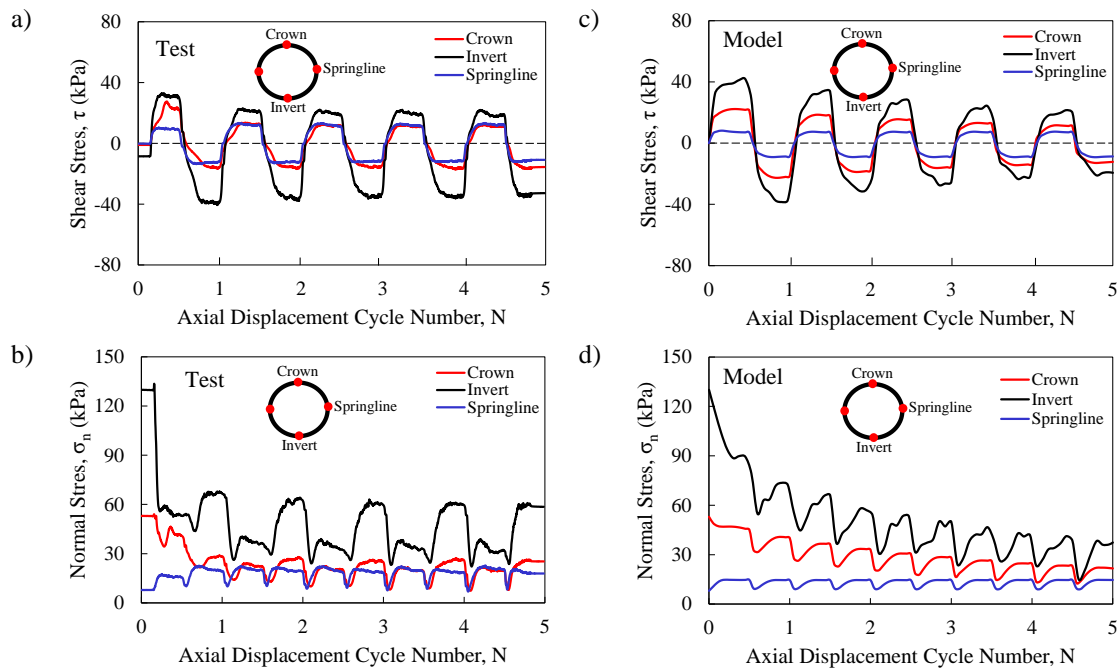 a)
Shear Stres, τ (kPa)
80
40
0
-40
-80
Test
Crown
Springline
Invert
Crown
Invert
Springline
0 1 2 3 4 5
Axial Displacement Cycle Number, N
c)
Shear Stres, τ (kPa)
80
40
0
-40
-80
Model
Crown
Springline
Invert
Crown
Invert
Springline
0 1 2 3 4 5
Axial Displacement Cycle Number, N
b)
Normal Stres, σn (kPa)
150
120
90
60
30
0
Test
Crown
Springline
Invert
Crown
Invert
Springline
0 1 2 3 4 5
Axial Displacement Cycle Number, N
d)
Normal Stres, σn (kPa)
150
120
90
60
30
0
Model
Crown
Springline
Invert
Crown
Invert
Springline
0 1 2 3 4 5
Axial Displacement Cycle Number, N